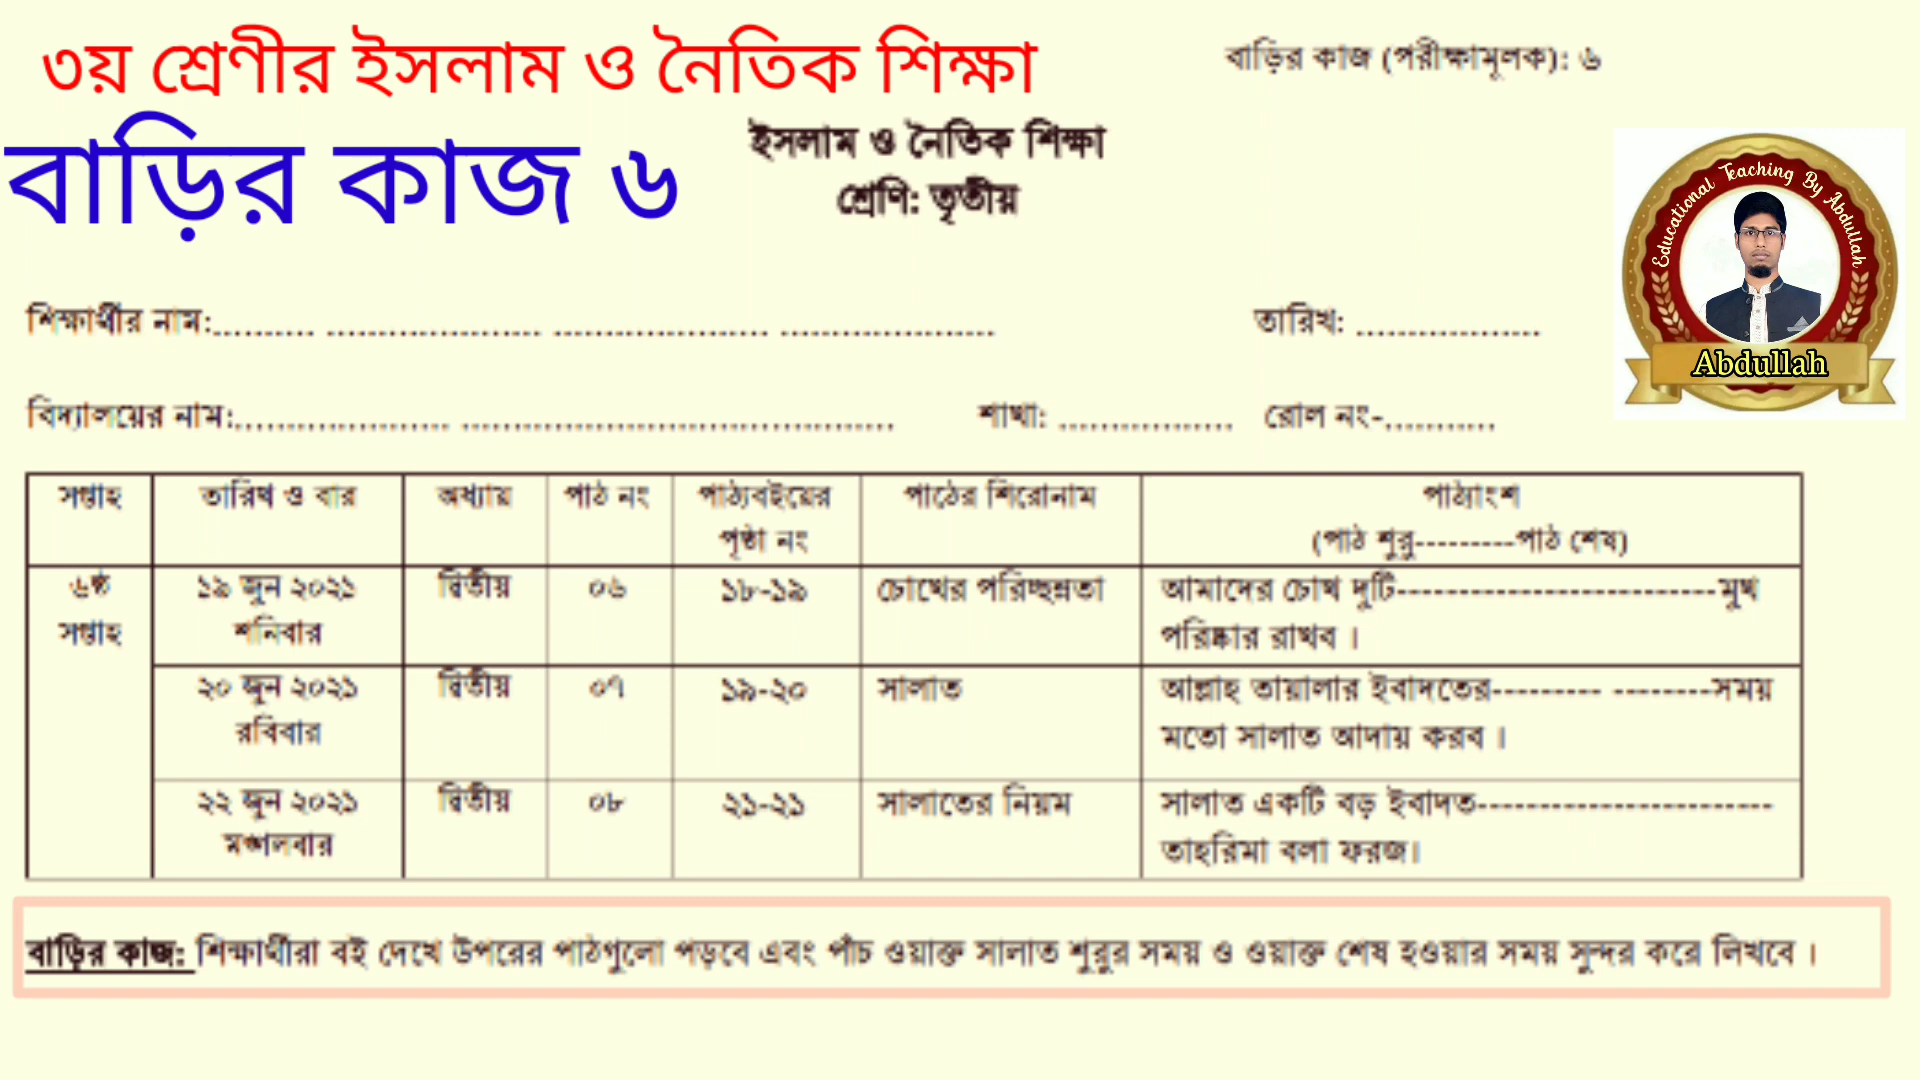 ৩য় শ্রেণীর ইসলাম ও নৈতিক শিক্ষা
বাড়ির কাজ (পরীক্ষামূলক): ৬
বাড়ির কাজ ৬
ইসলাম ও নৈতিক শিক্ষা
শ্রেণি: তৃতীয়
Educational Teaching By Abdullah
Abdullah
শিক্ষার্থীর নাম:.......... ..................... ..................... ..................... তারিখ: ..................
বিদ্যালয়ের নাম:..................... .......................................... শাখা: ................. রোল নং-...........
সপ্তাহ তারিখ ও বার অধ্যায় পাঠ নং পাঠ্যবইয়ের পৃষ্ঠা নং পাঠের শিরোনাম পাঠ্যাংশ
(পাঠ শুরু---------পাঠ শেষ)
৬ষ্ঠ সপ্তাহ ১৯ জুন ২০২১ শনিবার দ্বিতীয় ০৬ ১৮-১৯ চোখের পরিচ্ছন্নতা আমাদের চোখ দুটি--------------------------মুখ
পরিষ্কার রাখব ।
২০ জুন ২০২১ রবিবার দ্বিতীয় ০৭ ১৯-২০ সালাত আল্লাহ তায়ালার ইবাদতের--------- --------সময়
মতো সালাত আদায় করব ।
২২ জুন ২০২১ মঙ্গলবার দ্বিতীয় ০৮ ২১-২১ সালাতের নিয়ম সালাত একটি বড় ইবাদত------------------------
তাহরিমা বলা ফরজ।
বাড়ির কাজ: শিক্ষার্থীরা বই দেখে উপরের পাঠগুলো পড়বে এবং পাঁচ ওয়াক্ত সালাত শুরুর সময় ও ওয়াক্ত শেষ হওয়ার সময় সুন্দর করে লিখবে ।